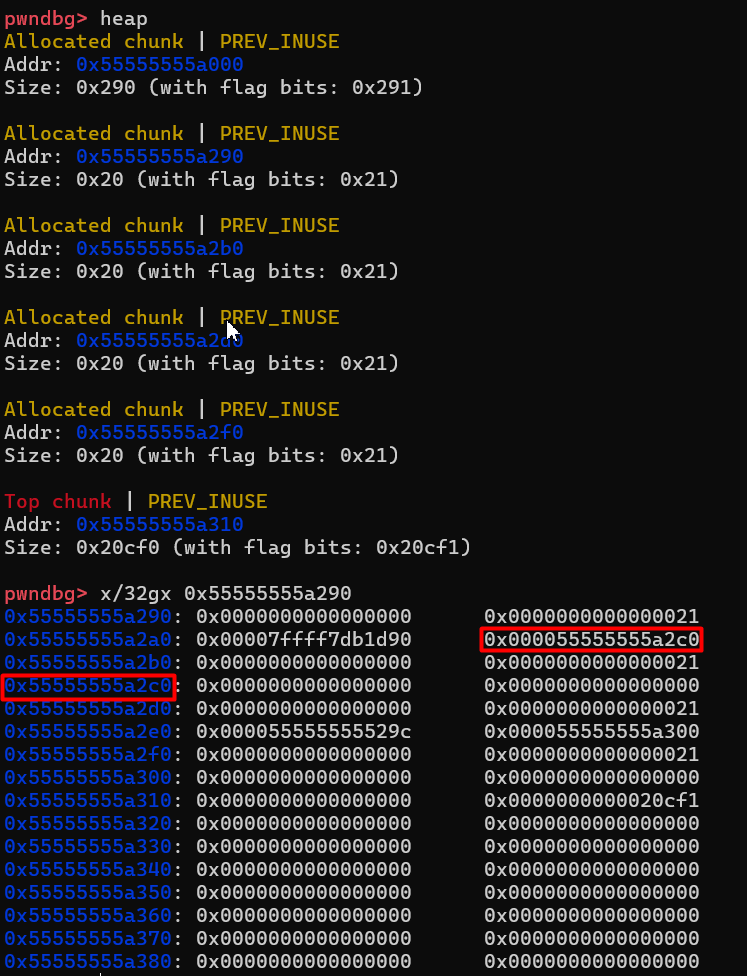 pwndbg> heap
Allocated chunk | PREV_INUSE
Addr: 0x55555555a000
Size: 0x290 (with flag bits: 0x291)
Allocated chunk | PREV_INUSE
Addr: 0x55555555a290
Size: 0x20 (with flag bits: 0x21)
Allocated chunk | PREV_INUSE
Addr: 0x55555555a2b0
Size: 0x20 (with flag bits: 0x21)
Allocated chunk | PREV_INUSE
Addr: 0x55555555a2d0
Size: 0x20 (with flag bits: 0x21)
Allocated chunk | PREV_INUSE
Addr: 0x55555555a2f0
Size: 0x20 (with flag bits: 0x21)
Top chunk | PREV_INUSE
Addr: 0x55555555a310
Size: 0x20cf0 (with flag bits: 0x20cf1)
pwndbg> x/32gx 0x55555555a290
0x55555555a290: 0x0000000000000000 0x0000000000000021
0x55555555a2a0: 0x00007ffff7db1d90 0x000055555555a2c0
0x55555555a2b0: 0x0000000000000000 0x0000000000000021
0x55555555a2c0: 0x0000000000000000 0x0000000000000000
0x55555555a2d0: 0x0000000000000000 0x0000000000000021
0x55555555a2e0: 0x000055555555529c 0x000055555555a300
0x55555555a2f0: 0x0000000000000000 0x0000000000000021
0x55555555a300: 0x0000000000000000 0x0000000000000000
0x55555555a310: 0x0000000000000000 0x0000000000020cf1
0x55555555a320: 0x0000000000000000 0x0000000000000000
0x55555555a330: 0x0000000000000000 0x0000000000000000
0x55555555a340: 0x0000000000000000 0x0000000000000000
0x55555555a350: 0x0000000000000000 0x0000000000000000
0x55555555a360: 0x0000000000000000 0x0000000000000000
0x55555555a370: 0x0000000000000000 0x0000000000000000
0x55555555a380: 0x0000000000000000 0x0000000000000000